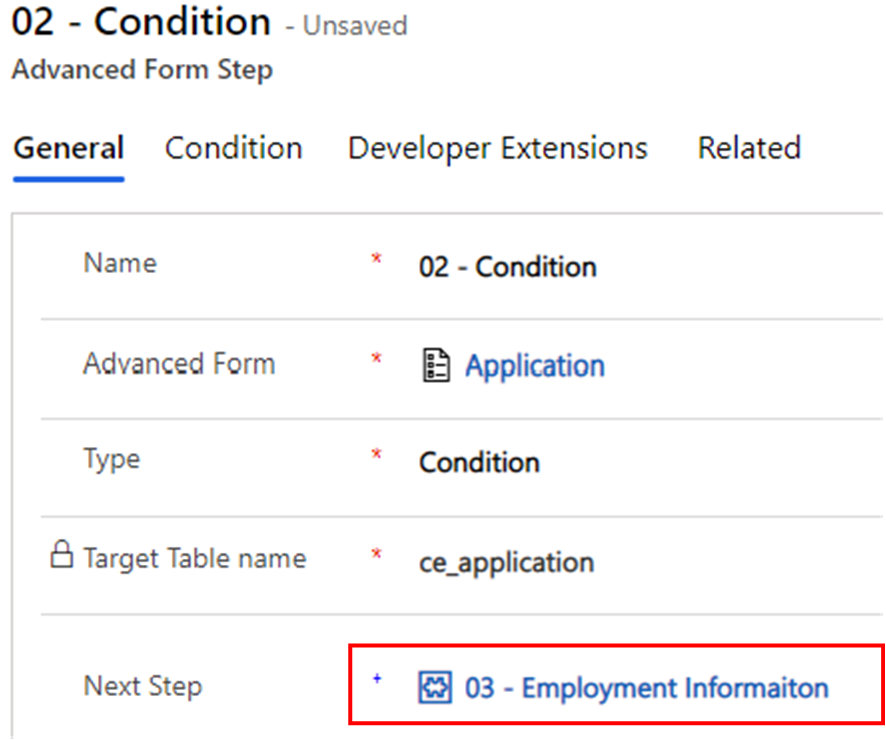 02 - Condition - Unsaved
Advanced Form Step
General Condition Developer Extensions Related
Name * 02 - Condition
Advanced Form * Application
Type * Condition
Target Table name * ce_application
Next Step + 03 - Employment Informaiton